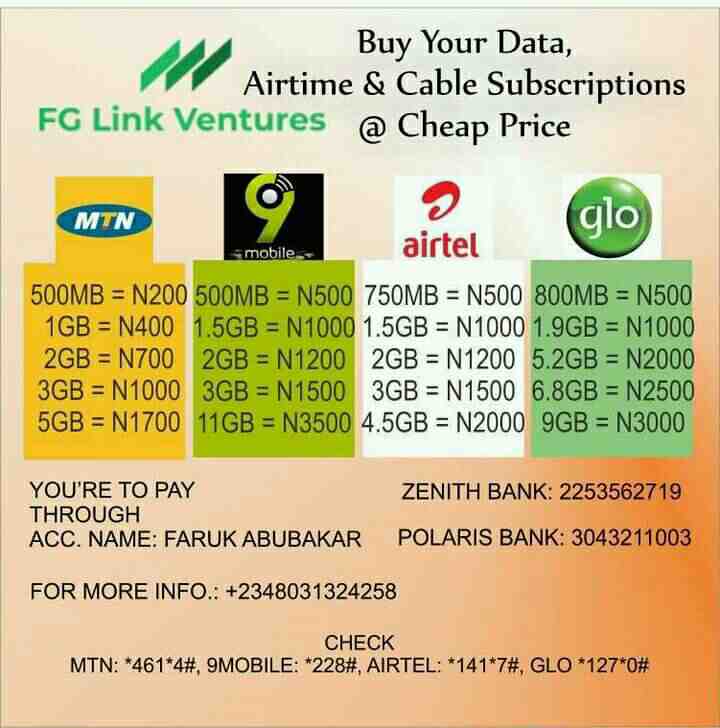 Buy Your Data,
Airtime & Cable Subscriptions
@ Cheap Price
FG Link Ventures
MTN
500MB = N200
1GB = N400
2GB = N700
3GB = N1000
5GB = N1700
9
mobile
500MB = N500
1.5GB = N1000
2GB = N1200
3GB = N1500
11GB = N3500
airtel
750MB = N500
1.5GB = N1000
2GB = N1200
3GB = N1500
4.5GB = N2000
glo
800MB = N500
1.9GB = N1000
5.2GB = N2000
6.8GB = N2500
9GB = N3000
YOU'RE TO PAY
THROUGH
ACC. NAME: FARUK ABUBAKAR
ZENITH BANK: 2253562719
POLARIS BANK: 3043211003
FOR MORE INFO.: +2348031324258
CHECK
MTN: *461*4#, 9MOBILE: *228#, AIRTEL: *141*7#, GLO *127*0#